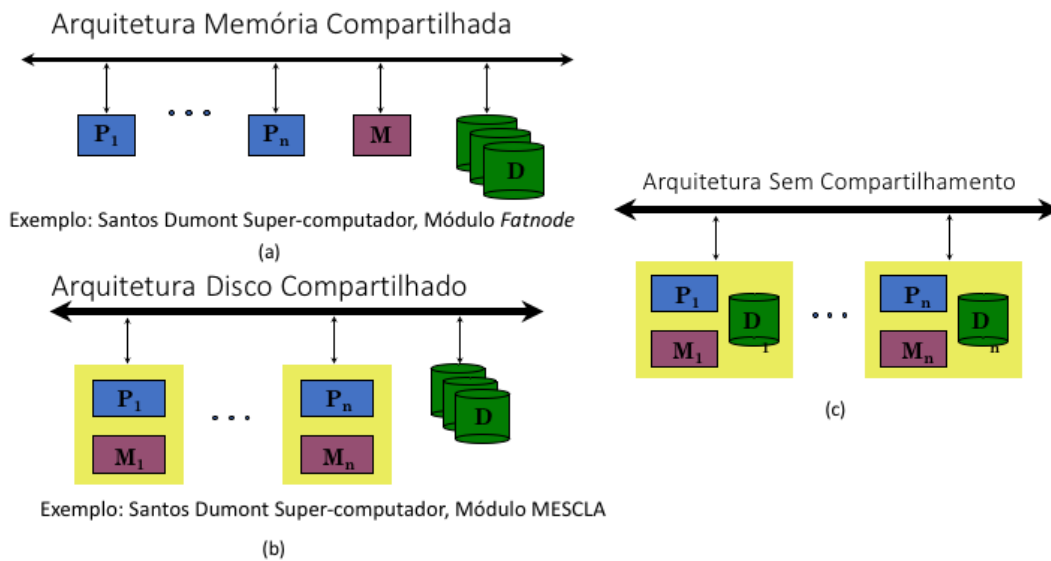 Arquitetura Memória Compartilhada
P1 • • • Pn M D
Exemplo: Santos Dumont Super-computador, Módulo Fatnode
(a)
Arquitetura Disco Compartilhado
P1 • • • Pn D
M1 Mn
Exemplo: Santos Dumont Super-computador, Módulo MESCLA
(b)
Arquitetura Sem Compartilhamento
P1 D1 • • • Pn Dn
M1 Mn
(c)